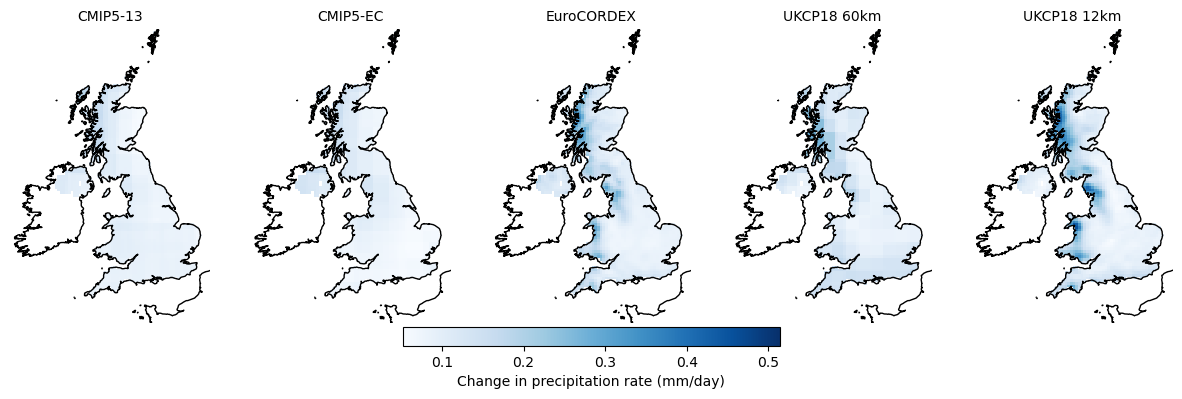 CMIP5-13 CMIP5-EC EuroCORDEX UKCP18 60km UKCP18 12km
0.1 0.2 0.3 0.4 0.5
Change in precipitation rate (mm/day)